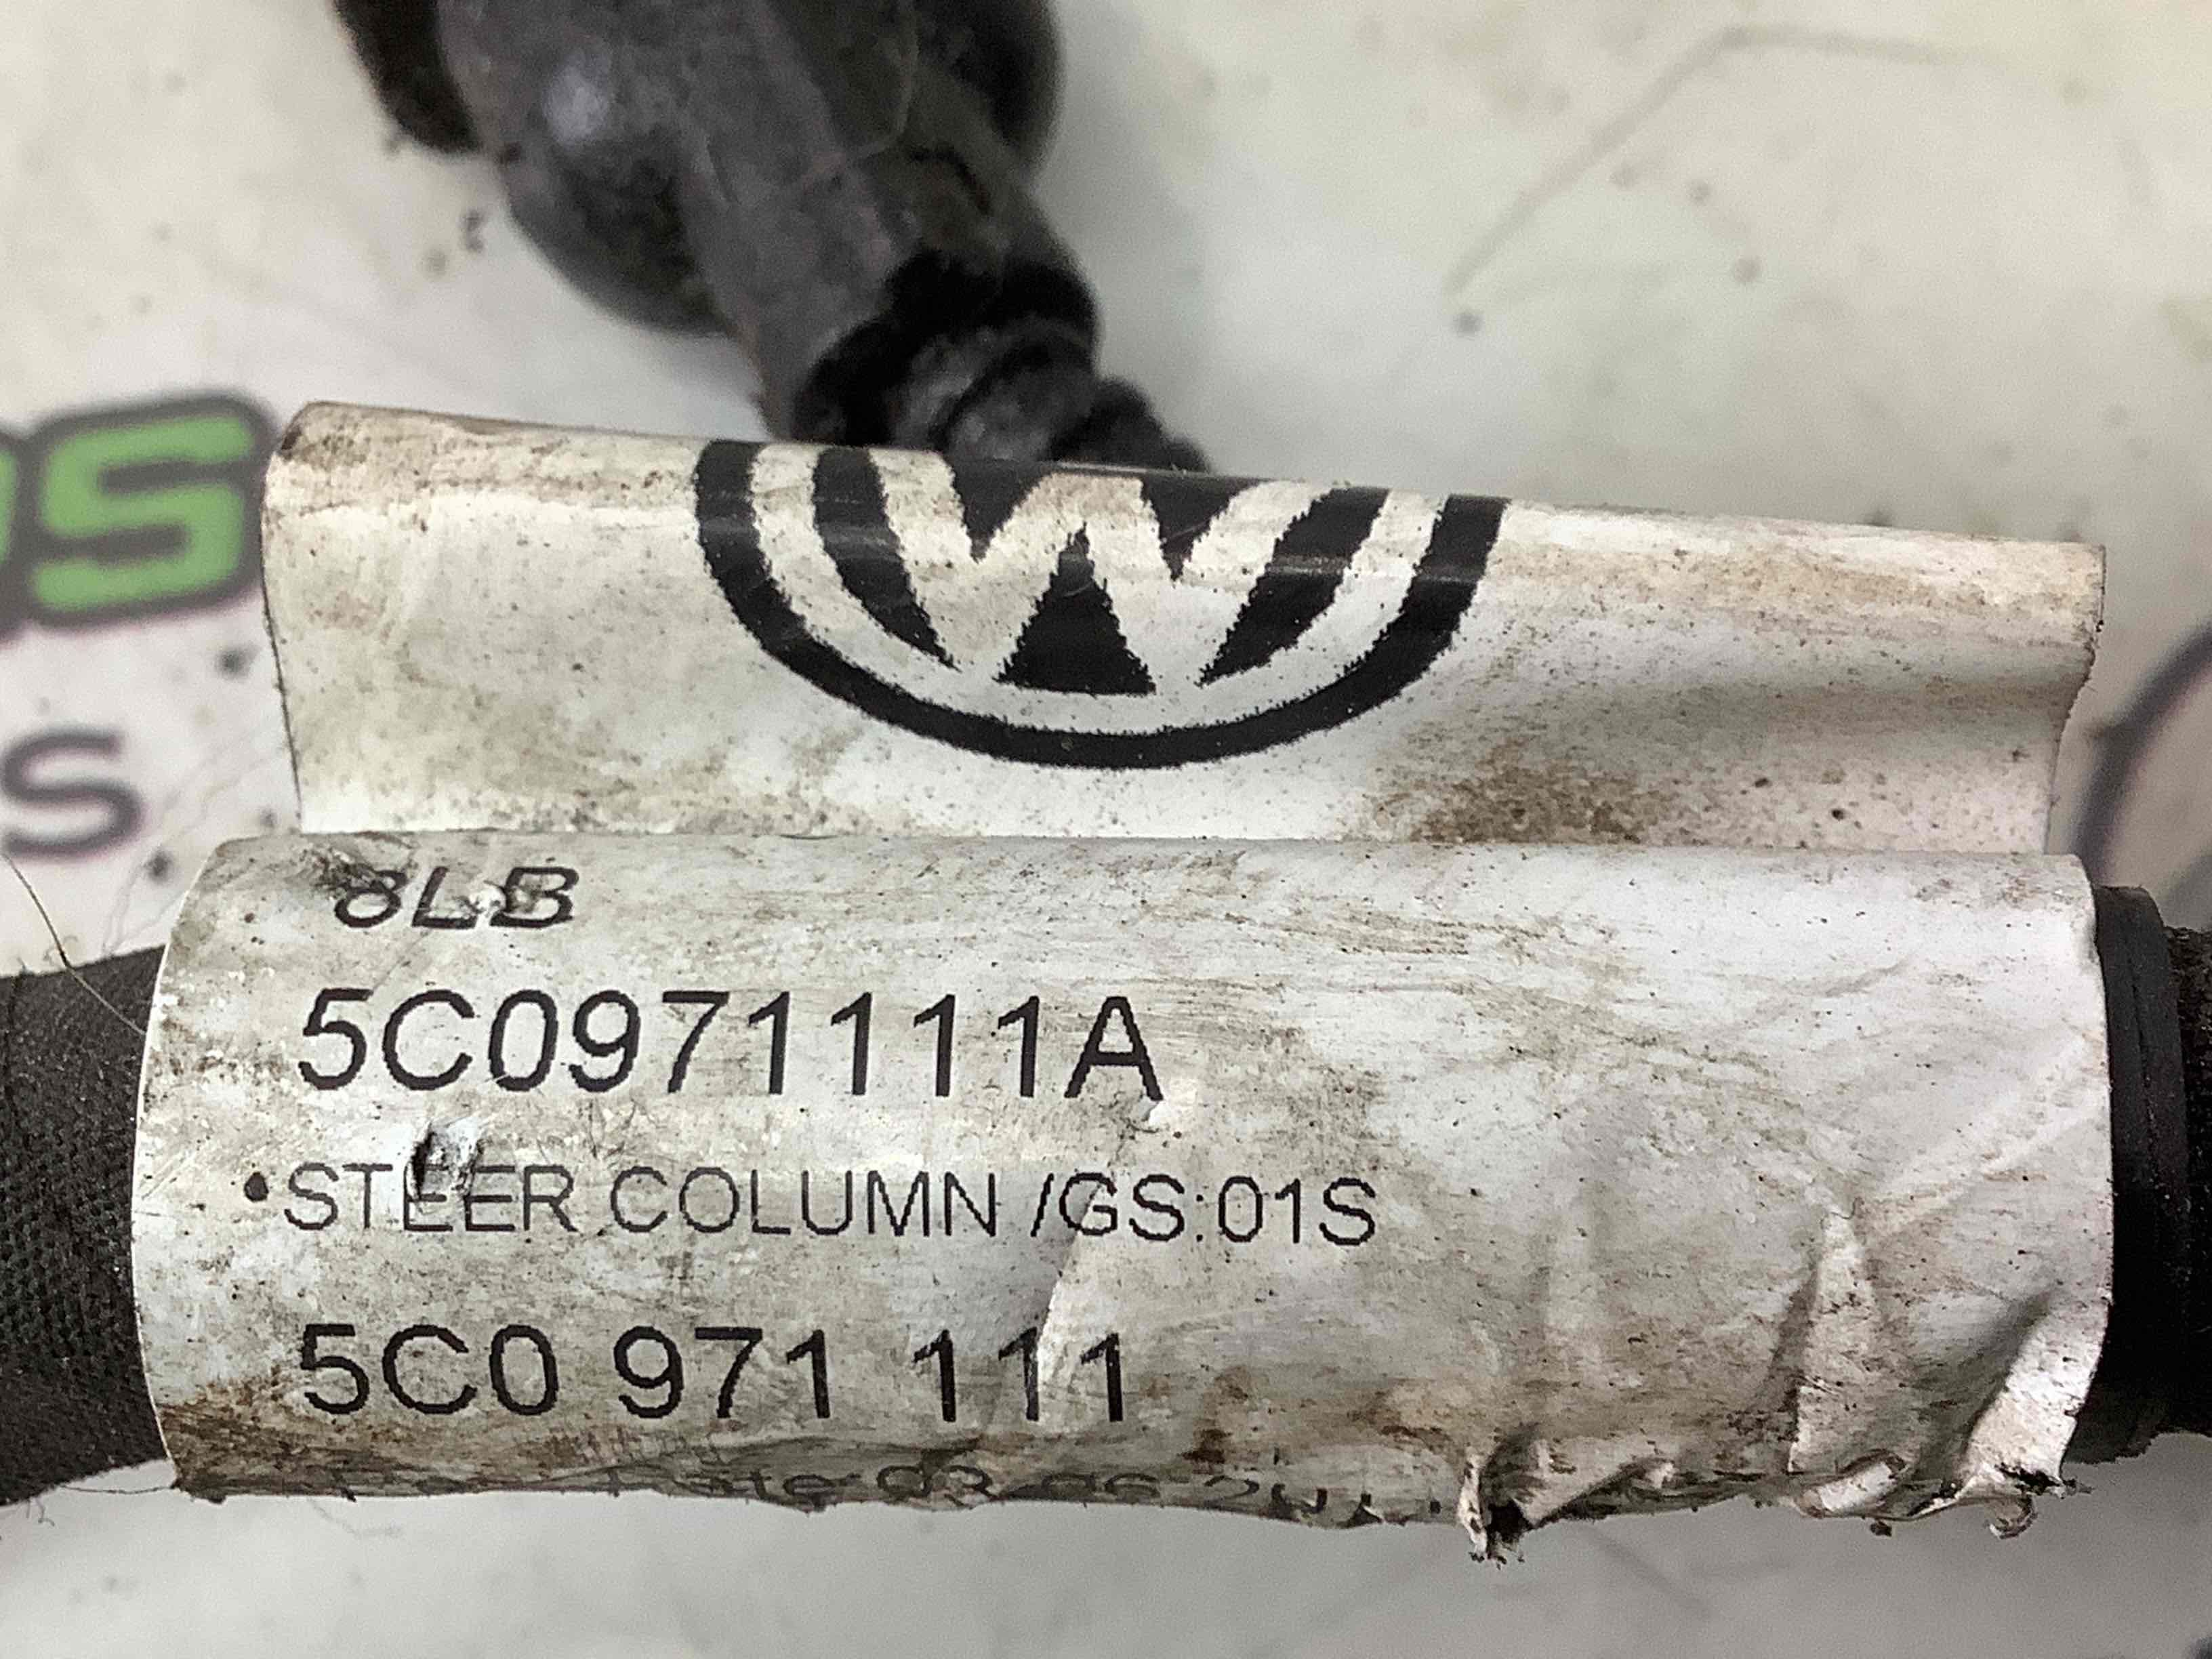 8LB
5C0971111A
•STEER COLUMN /GS:01S
5C0 971 111